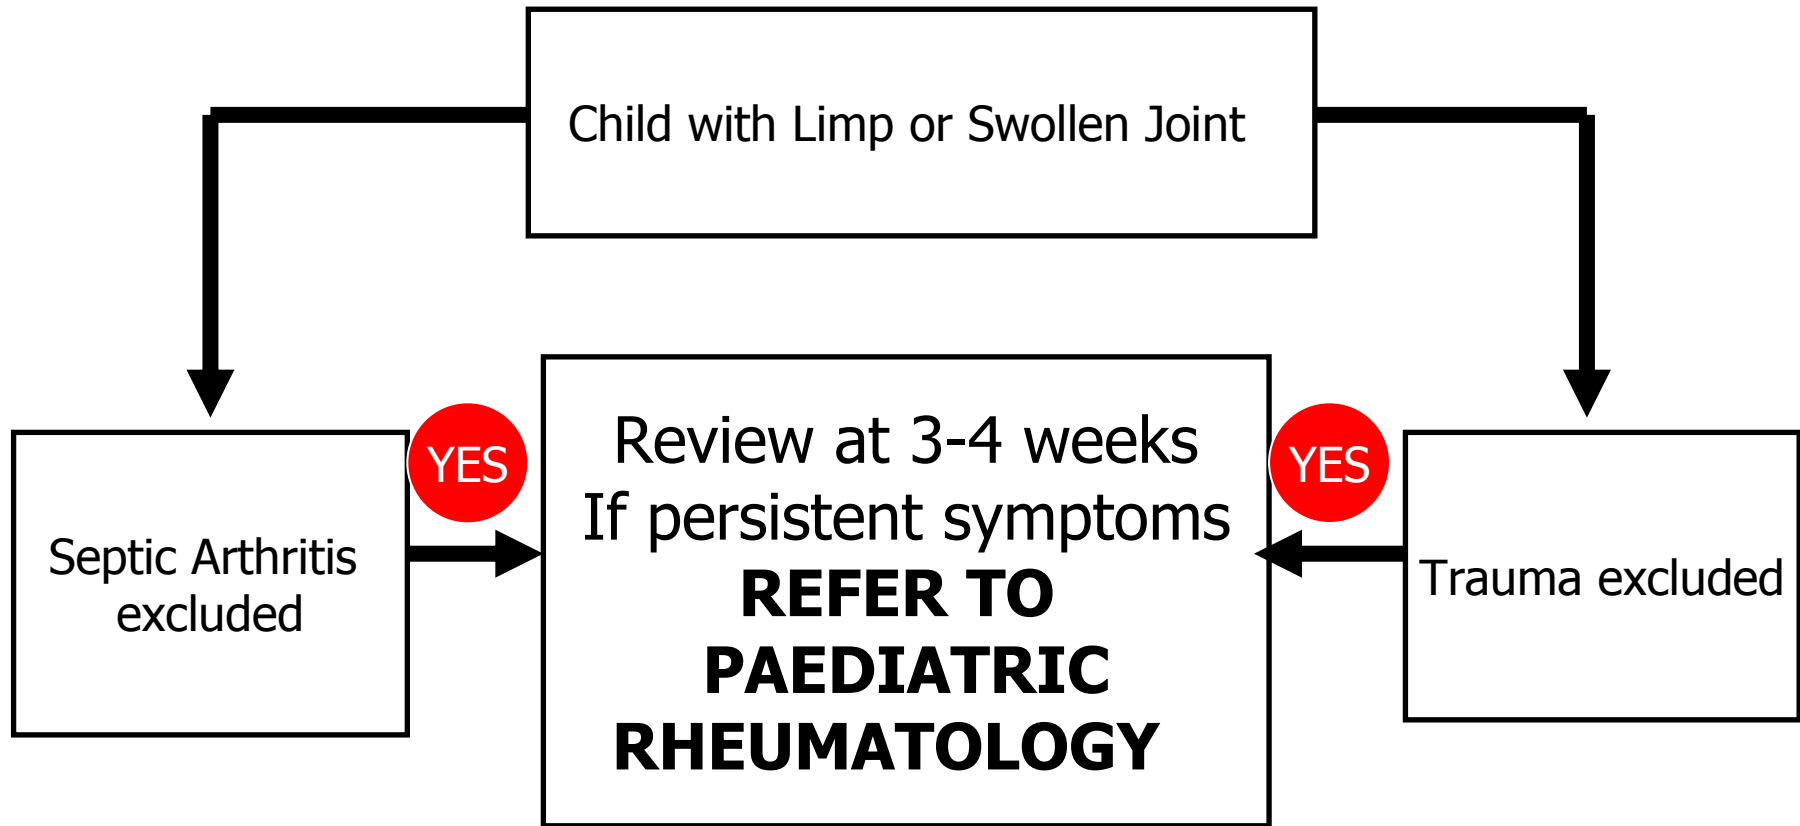 Child with Limp or Swollen Joint
YES
Septic Arthritis
excluded
Review at 3-4 weeks
If persistent symptoms
REFER TO
PAEDIATRIC
RHEUMATOLOGY
YES
Trauma excluded